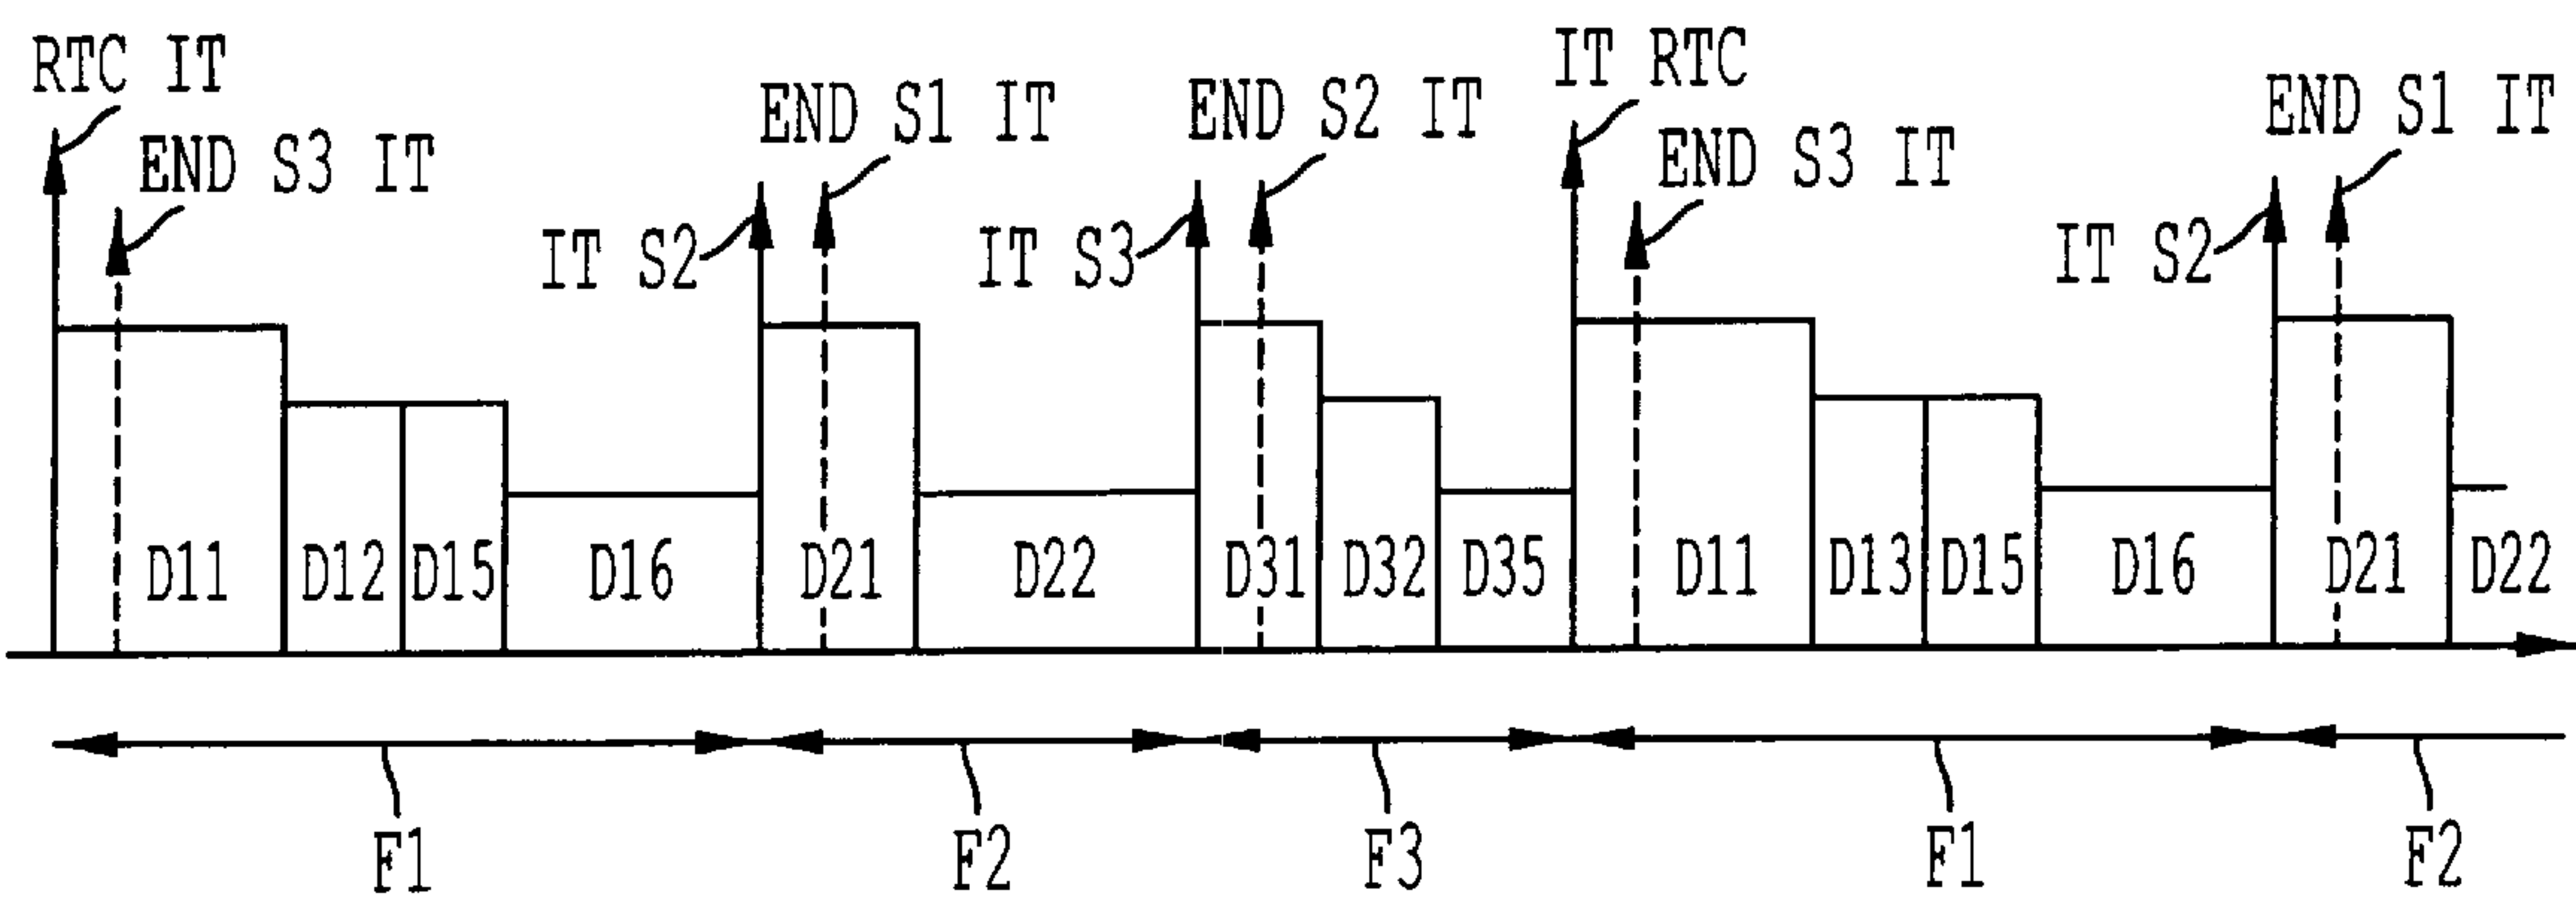 RTC IT
END S3 IT
IT S2
END S1 IT
IT S3
END S2 IT
IT RTC
END S3 IT
IT S2
END S1 IT
D11 D12 D15 D16 D21 D22 D31 D32 D35 D11 D13 D15 D16 D21 D22
F1 F2 F3 F1 F2